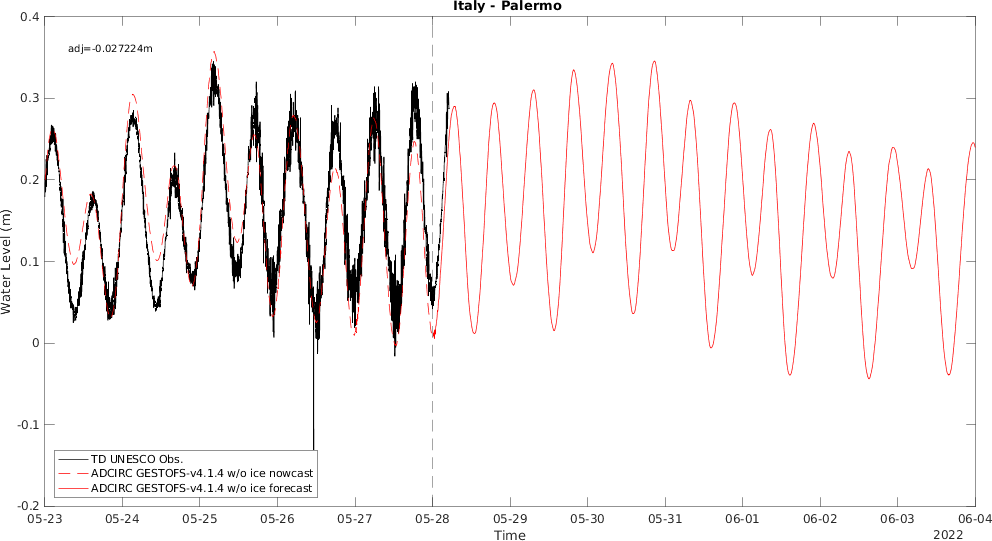 Italy - Palermo
0.4
adj=-0.027224m
0.3
0.2
0.1
0
-0.1
-0.2
Water Level (m)
TD UNESCO Obs.
ADCIRC GESTOFS-v4.1.4 w/o ice nowcast
ADCIRC GESTOFS-v4.1.4 w/o ice forecast
05-23 05-24 05-25 05-26 05-27 05-28 05-29 05-30 05-31 06-01 06-02 06-03 06-04
Time
2022